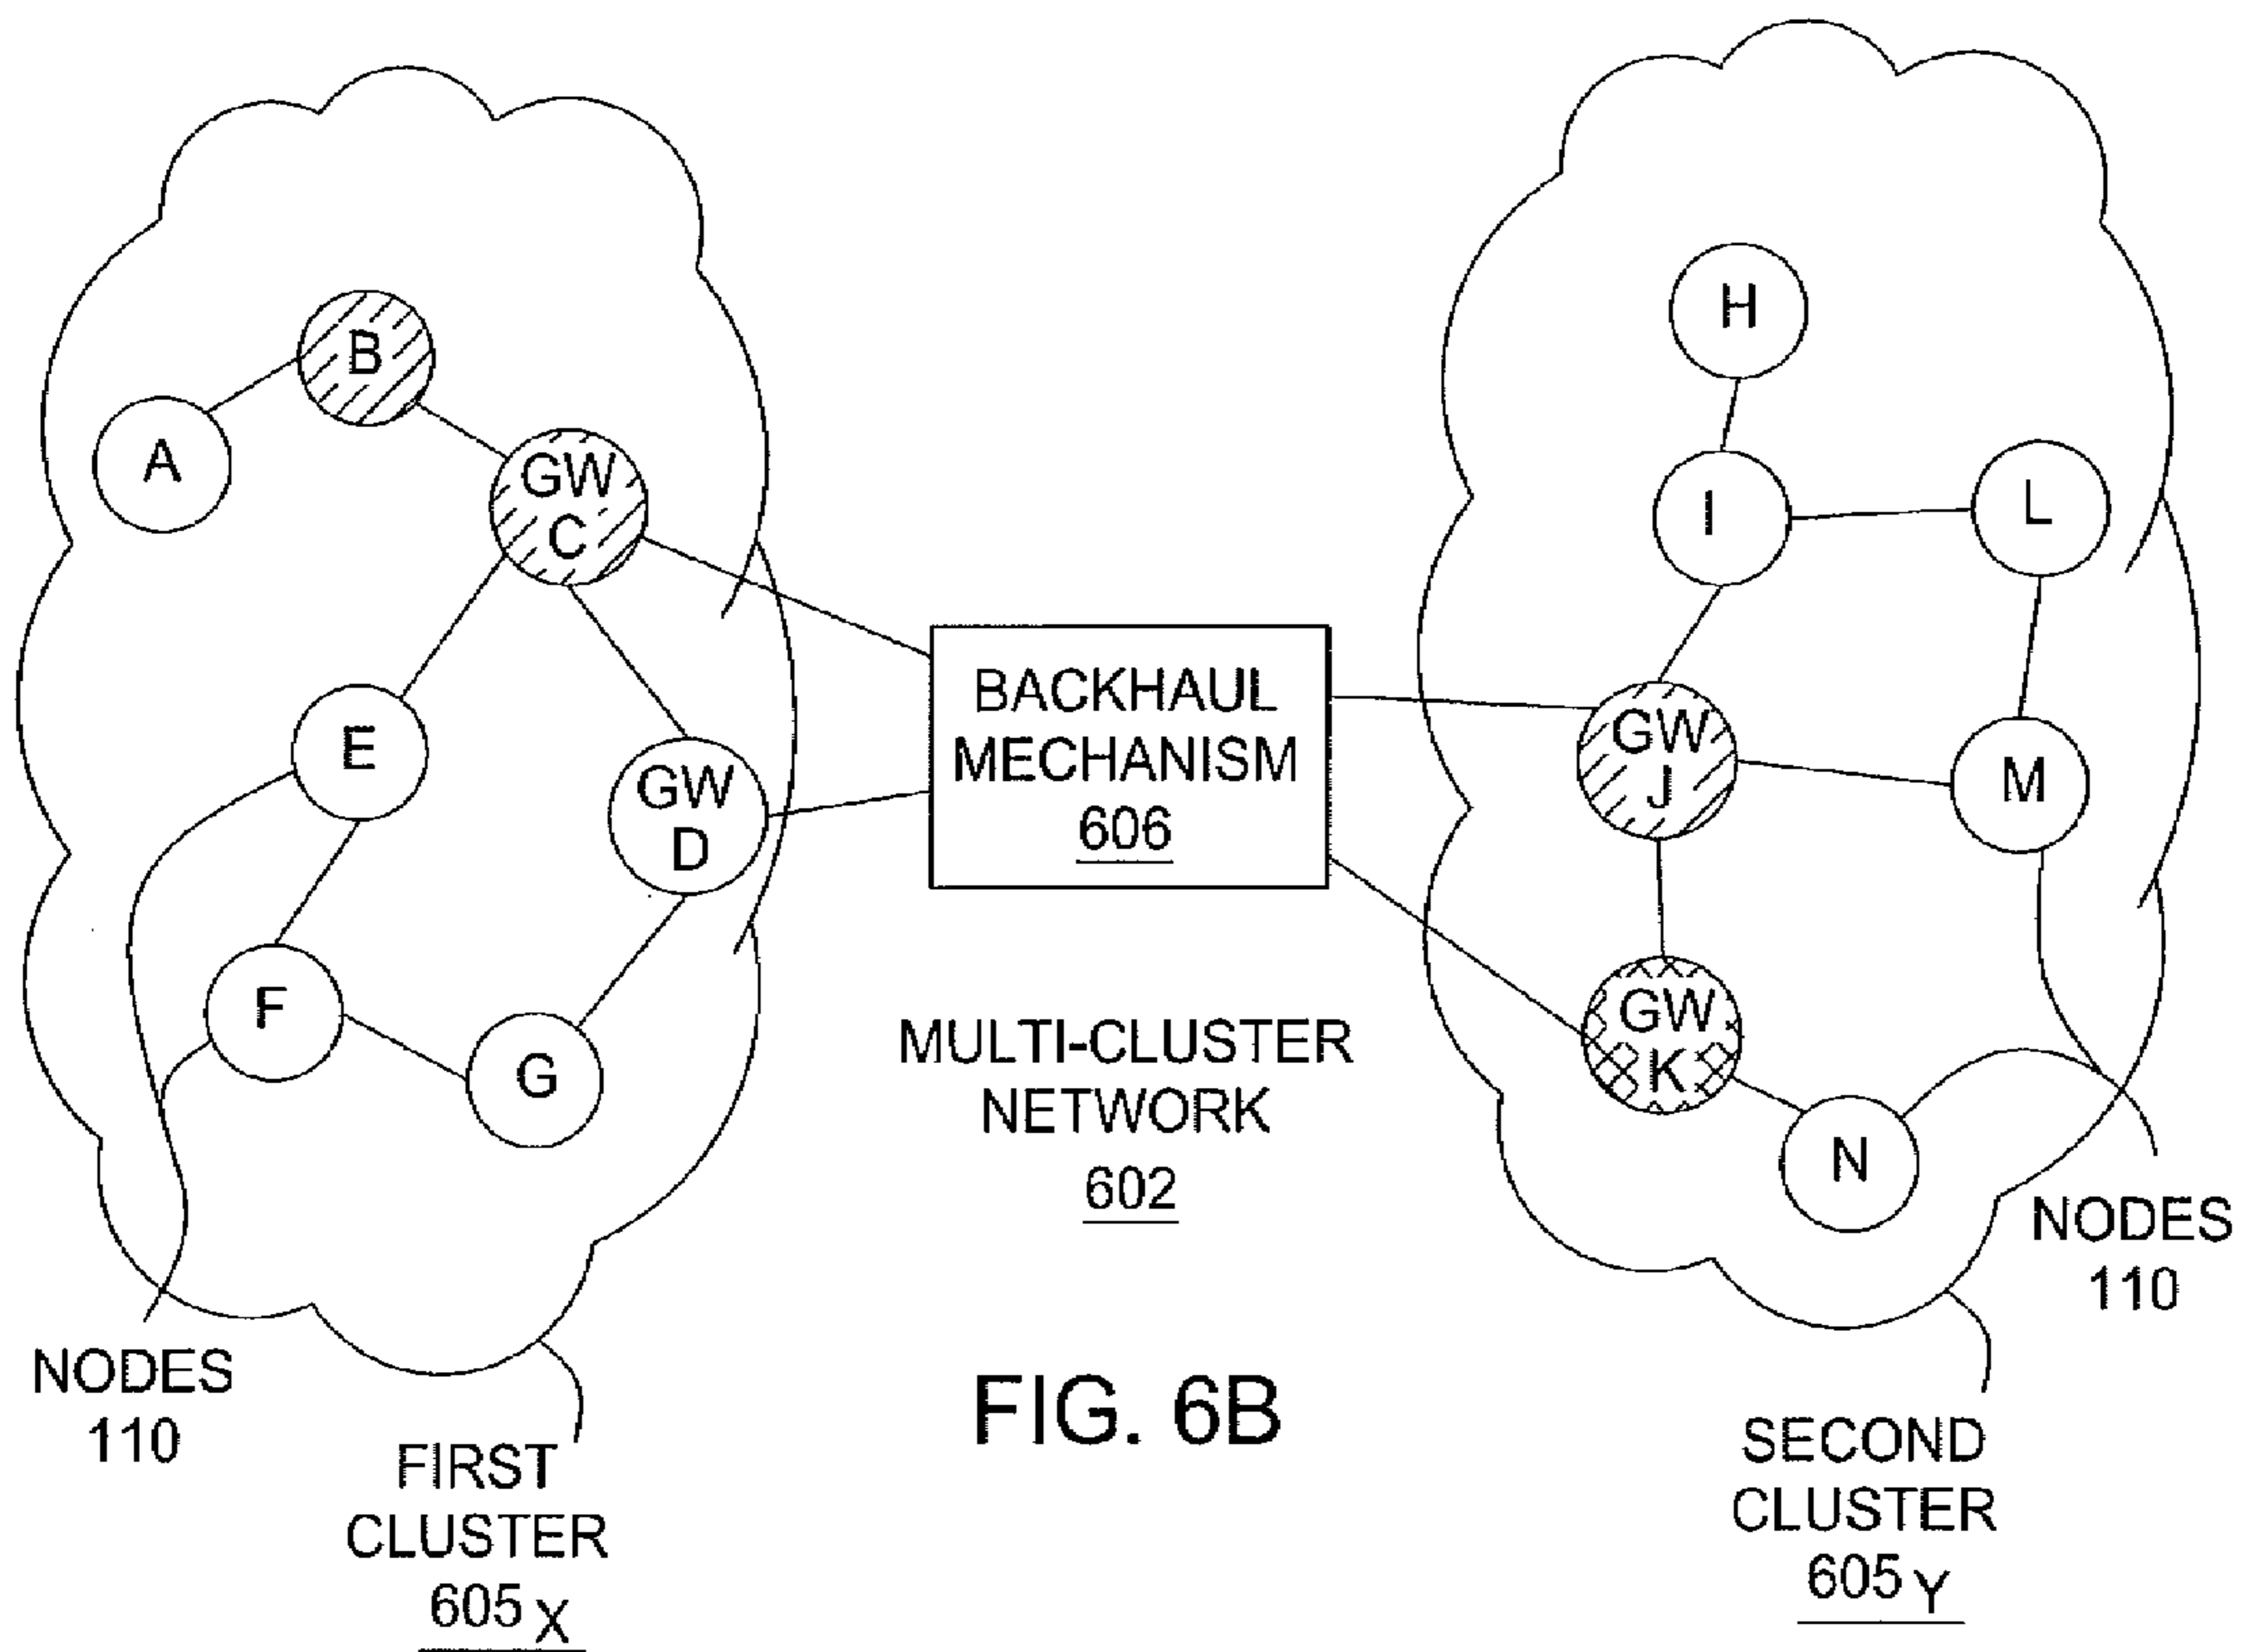 B
A
GW
C
E
GW
D
F
G
NODES
110
FIRST
CLUSTER
605X
BACKHAUL
MECHANISM
606
MULTI-CLUSTER
NETWORK
602
FIG. 6B
H
I
L
GW
J
M
GW
K
N
NODES
110
SECOND
CLUSTER
605Y